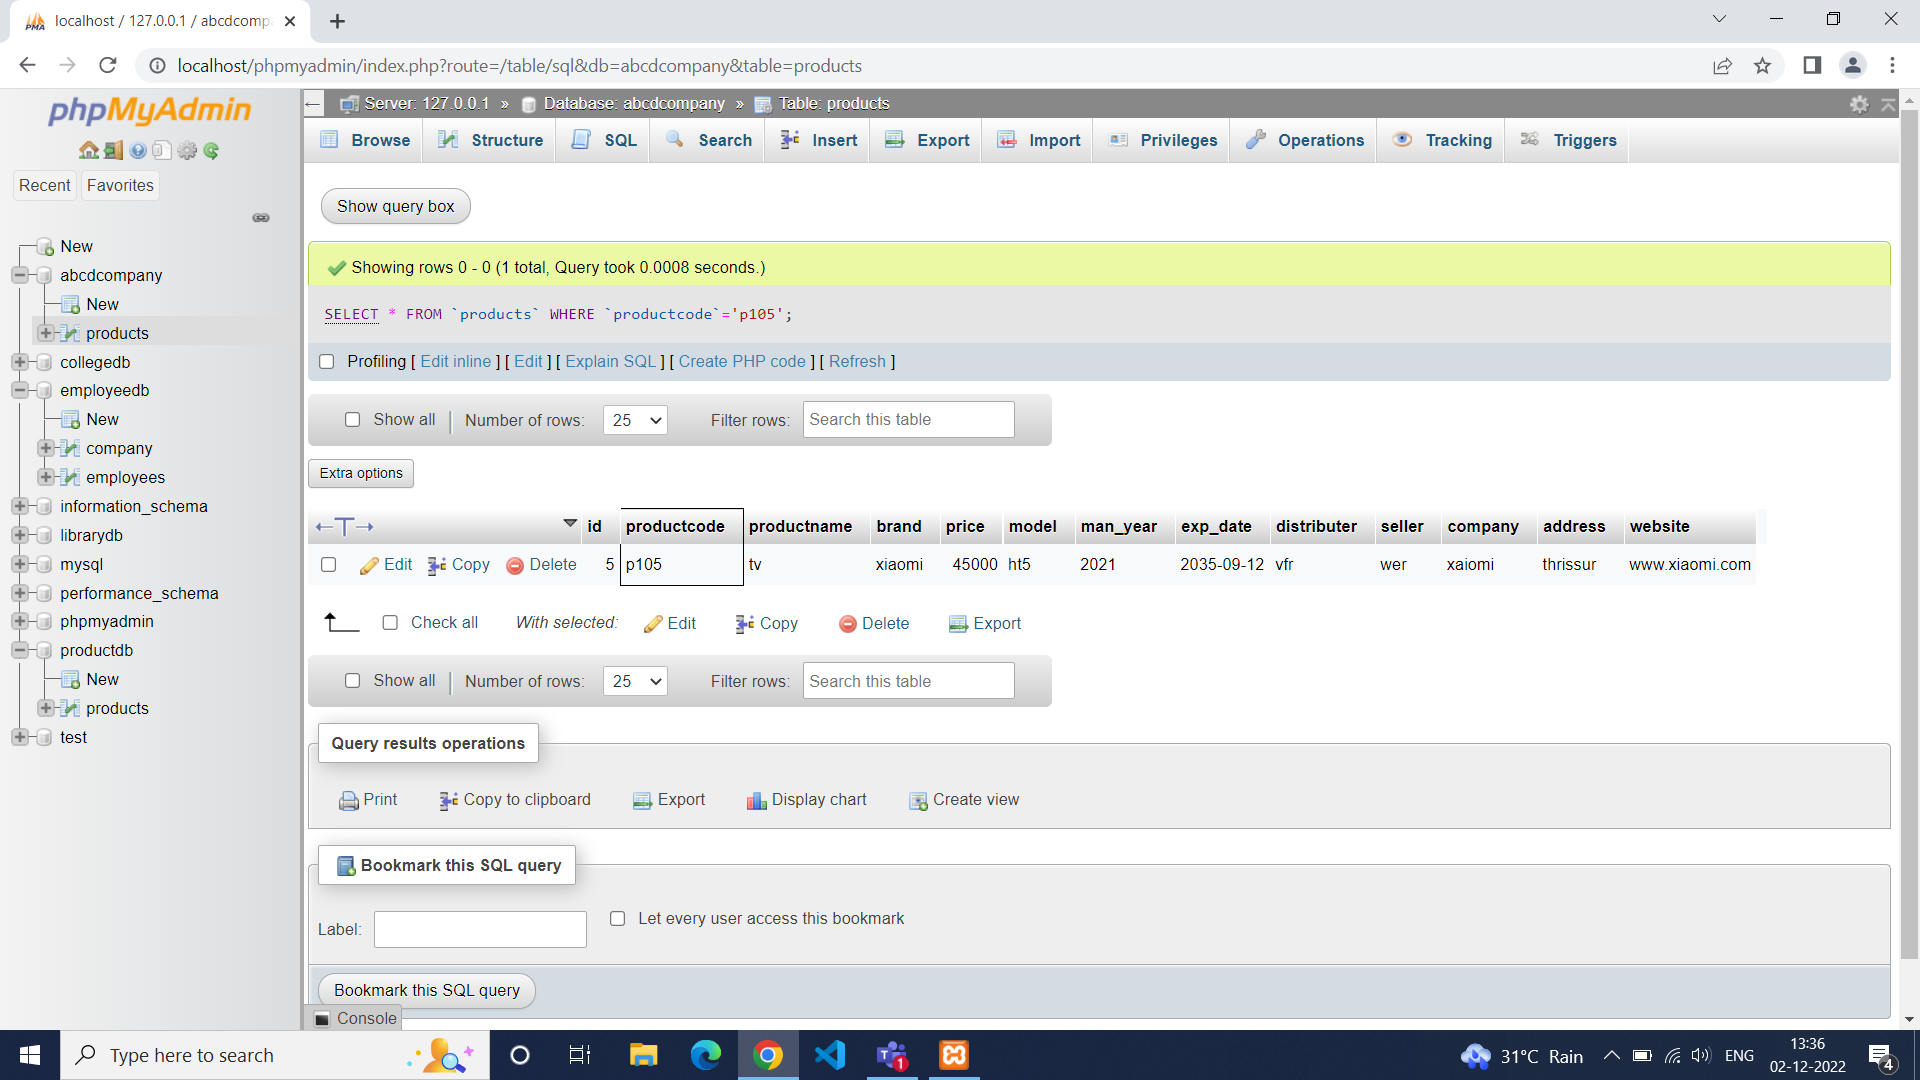 localhost / 127.0.0.1 / abcdcomp
localhost/phpmyadmin/index.php?route=/table/sql&db=abcdcompany&table=products
phpMyAdmin
Recent Favorites
New
abcdcompany
New
products
collegedb
employeedb
New
company
employees
information_schema
librarydb
mysql
performance_schema
phpmyadmin
productdb
New
products
test
Server: 127.0.0.1 » Database: abcdcompany » Table: products
Browse Structure SQL Search Insert Export Import Privileges Operations Tracking Triggers
Show query box
Showing rows 0 - 0 (1 total, Query took 0.0008 seconds.)
SELECT * FROM `products` WHERE `productcode`='p105';
Profiling [ Edit inline ] [ Edit ] [ Explain SQL ] [ Create PHP code ] [ Refresh ]
Show all Number of rows: 25 Filter rows: Search this table
Extra options
←T→ id productcode productname brand price model man_year exp_date distributer seller company address website
Edit Copy Delete 5 p105 tv xiaomi 45000 ht5 2021 2035-09-12 vfr wer xaiomi thrissur www.xiaomi.com
Check all With selected: Edit Copy Delete Export
Show all Number of rows: 25 Filter rows: Search this table
Query results operations
Print Copy to clipboard Export Display chart Create view
Bookmark this SQL query
Label: Let every user access this bookmark
Bookmark this SQL query
Console
Type here to search
1
31°C Rain
ENG
13:36
02-12-2022
4